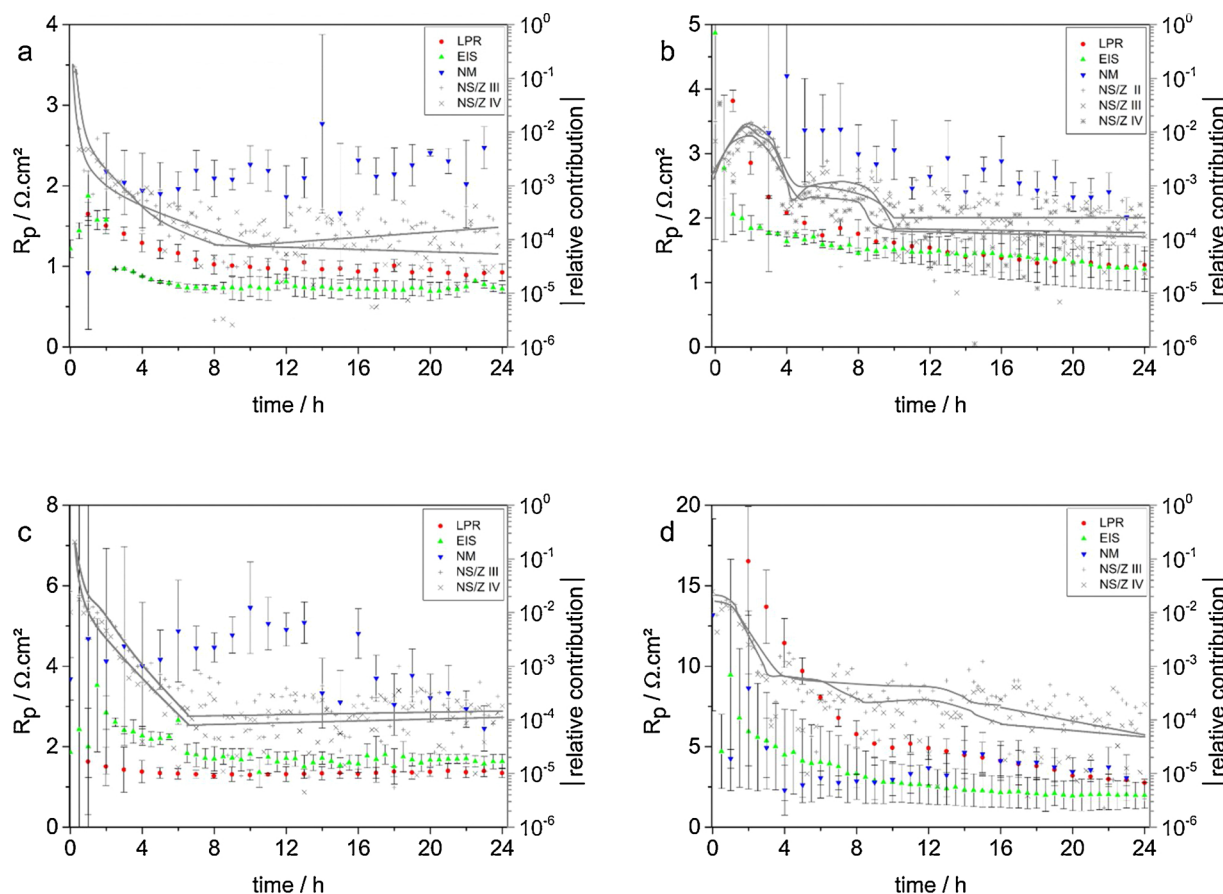 a
4
3
2
1
0
Rp / Ω.cm²
LPR
EIS
NM
NS/Z III
NS/Z IV
10⁰
10⁻¹
10⁻²
10⁻³
10⁻⁴
10⁻⁵
10⁻⁶
| relative contribution |
0 4 8 12 16 20 24
time / h
b
5
4
3
2
1
0
Rp / Ω.cm²
LPR
EIS
NM
NS/Z II
NS/Z III
NS/Z IV
10⁰
10⁻¹
10⁻²
10⁻³
10⁻⁴
10⁻⁵
10⁻⁶
| relative contribution |
0 4 8 12 16 20 24
time / h
c
8
6
4
2
0
Rp / Ω.cm²
LPR
EIS
NM
NS/Z III
NS/Z IV
10⁰
10⁻¹
10⁻²
10⁻³
10⁻⁴
10⁻⁵
10⁻⁶
| relative contribution |
0 4 8 12 16 20 24
time / h
d
20
15
10
5
0
Rp / Ω.cm²
LPR
EIS
NM
NS/Z III
NS/Z IV
10⁰
10⁻¹
10⁻²
10⁻³
10⁻⁴
10⁻⁵
10⁻⁶
| relative contribution |
0 4 8 12 16 20 24
time / h